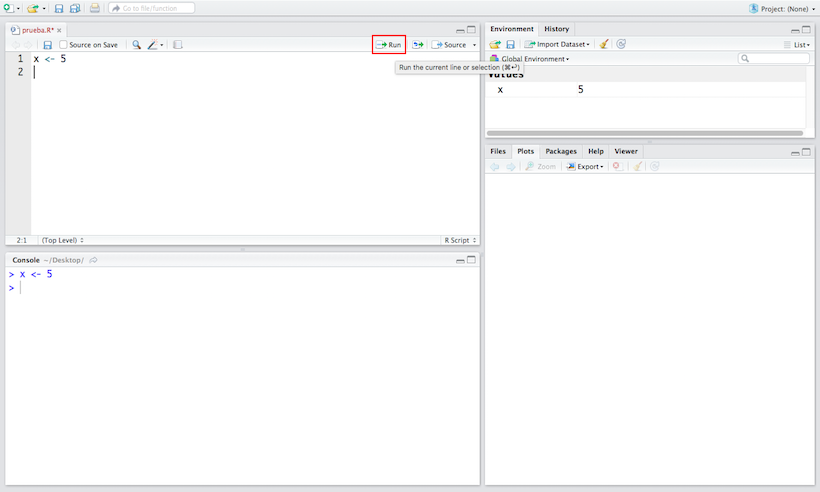 Go to file/function
Project: (None)
prueba.R*
Source on Save
Run
Source
1 x <- 5
2
Run the current line or selection (⌘↩)
2:1 (Top Level)
R Script
Console ~/Desktop/
> x <- 5
>
Environment History
Import Dataset
List
Global Environment
Values
x 5
Files Plots Packages Help Viewer
Zoom Export